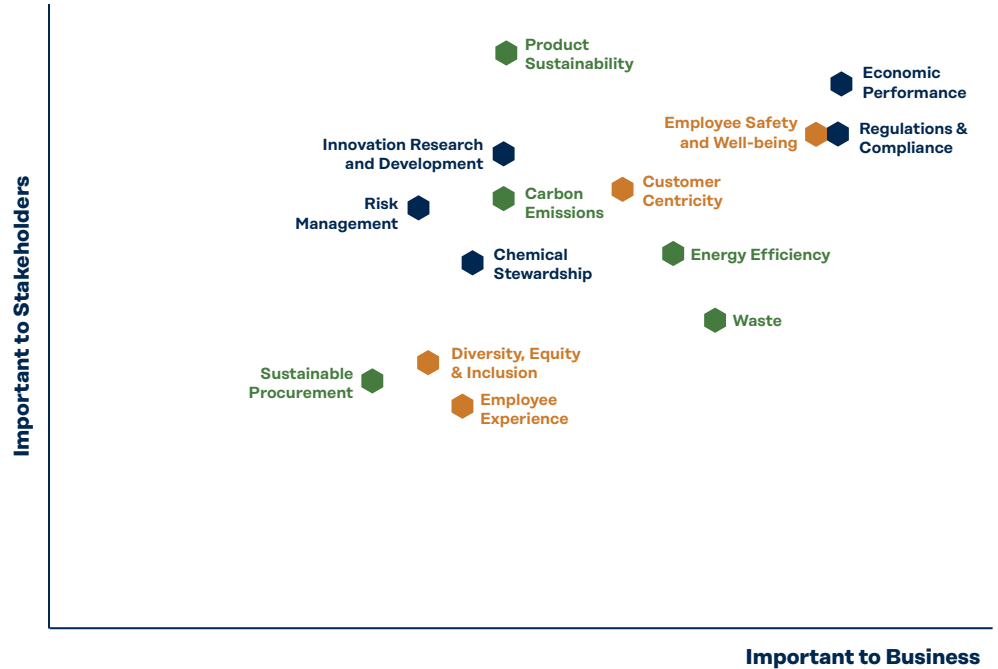 Product
Sustainability
Economic
Performance
Employee Safety
and Well-being
Regulations &
Compliance
Innovation Research
and Development
Customer
Centricity
Carbon
Emissions
Risk
Management
Chemical
Stewardship
Energy Efficiency
Waste
Diversity, Equity
& Inclusion
Sustainable
Procurement
Employee
Experience
Important to Stakeholders
Important to Business